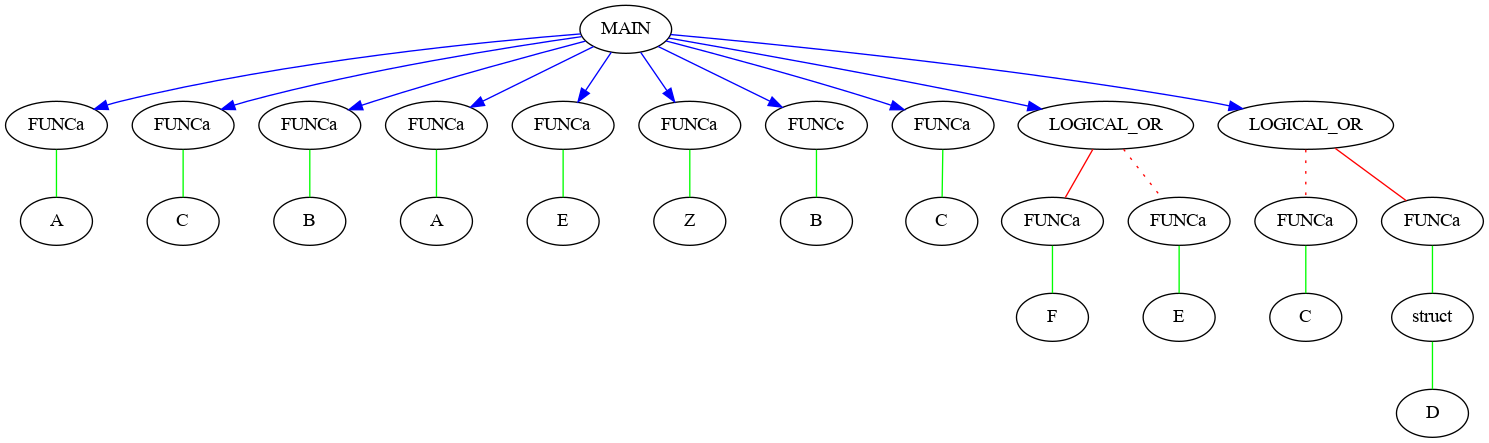 MAIN
FUNCa FUNCa FUNCa FUNCa FUNCa FUNCa FUNCc FUNCa LOGICAL_OR LOGICAL_OR
A C B A E Z B C FUNCa FUNCa FUNCa FUNCa
F E C struct
D